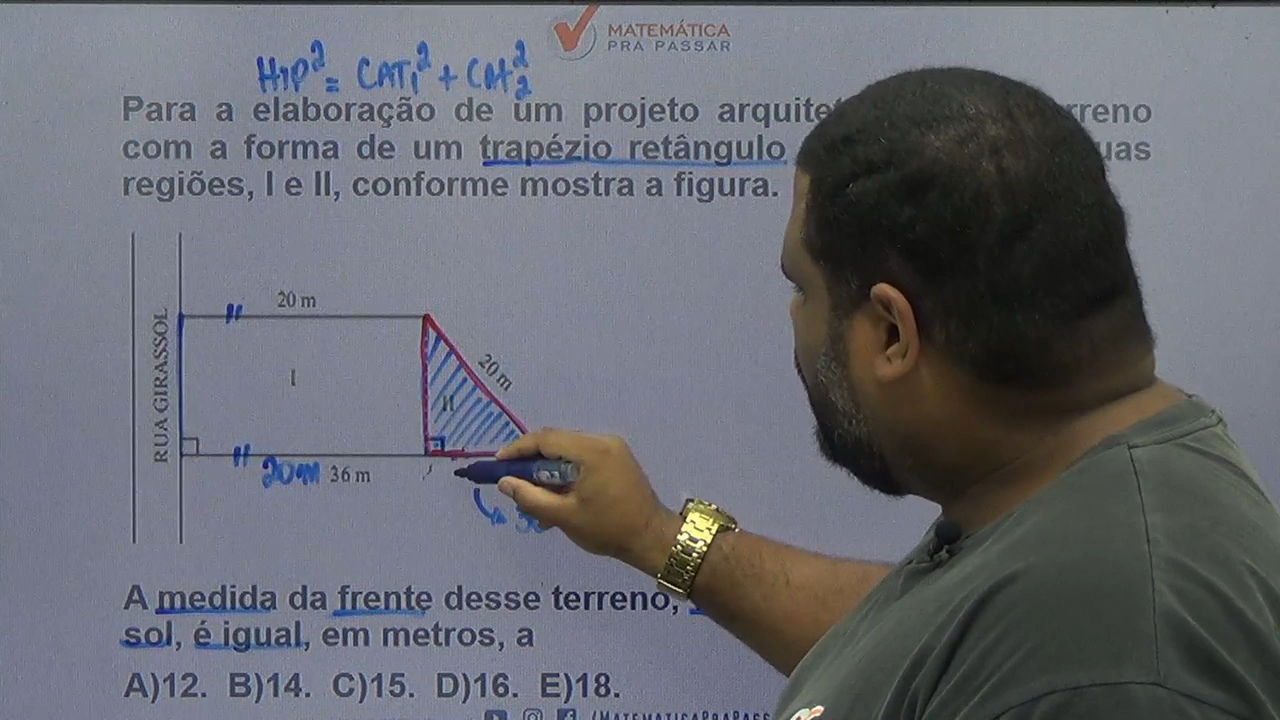 MATEMÁTICA
PRA PASSAR
HIP² = CAT₁² + CAT₂²
Para a elaboração de um projeto arquitet rreno
com a forma de um trapézio retângulo uas
regiões, I e II, conforme mostra a figura.
20 m
RUA GIRASSOL
I
II
20 m
20m 36 m
A medida da frente desse terreno,
sol, é igual, em metros, a
A)12. B)14. C)15. D)16. E)18.
/MATEMATICAPRAPASS